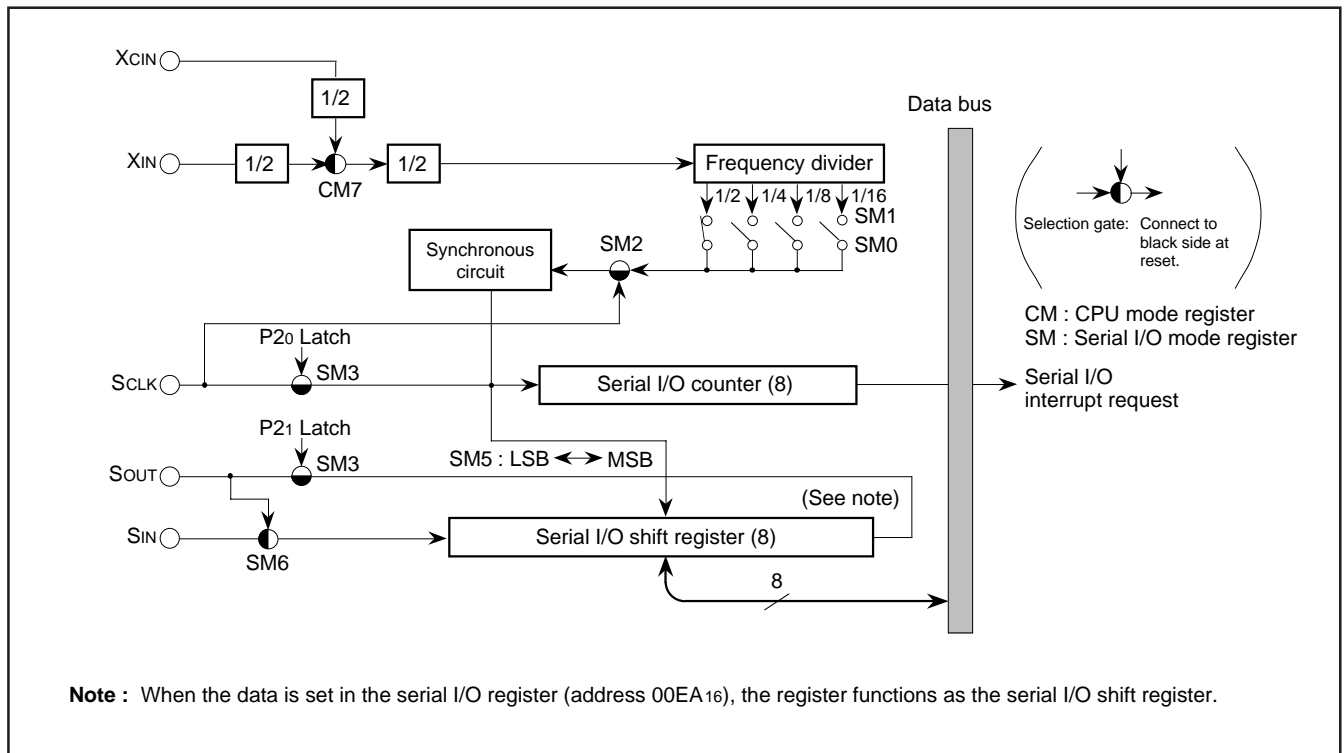 XCIN
1/2
Data bus
XIN
1/2
1/2
Frequency divider
CM7
1/2
1/4
1/8
1/16
SM1
SM0
Selection gate: Connect to
black side at
reset.
Synchronous
circuit
SM2
CM : CPU mode register
SM : Serial I/O mode register
P20 Latch
SCLK
SM3
Serial I/O counter (8)
Serial I/O
interrupt request
P21 Latch
SOUT
SM3
SM5 : LSB ↔ MSB
(See note)
SIN
SM6
Serial I/O shift register (8)
8
Note : When the data is set in the serial I/O register (address 00EA16), the register functions as the serial I/O shift register.